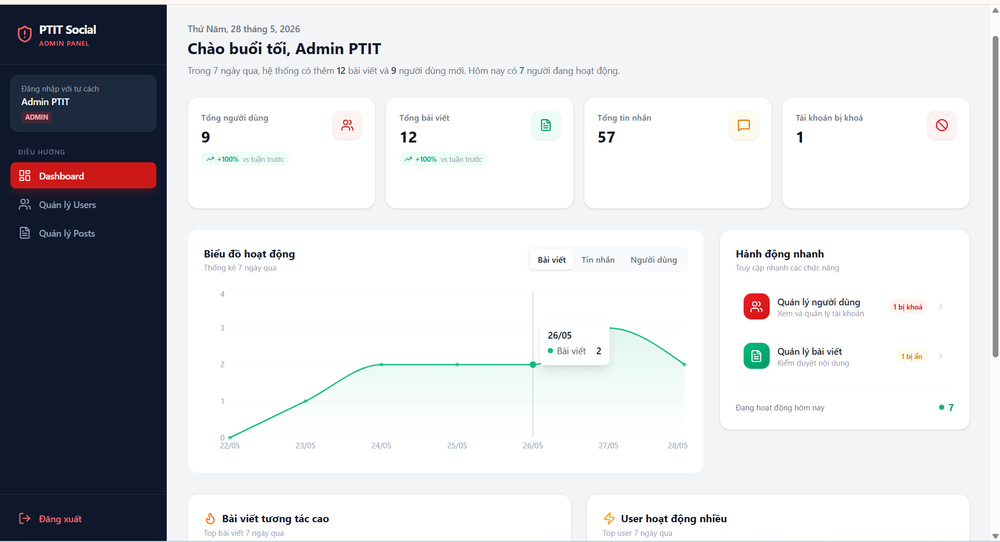 PTIT Social
ADMIN PANEL
Đăng nhập với tư cách
Admin PTIT
ADMIN
ĐIỀU HƯỚNG
Dashboard
Quản lý Users
Quản lý Posts
Đăng xuất
Thứ Năm, 28 tháng 5, 2026
Chào buổi tối, Admin PTIT
Trong 7 ngày qua, hệ thống có thêm 12 bài viết và 9 người dùng mới. Hôm nay có 7 người đang hoạt động.
Tổng người dùng
9
+100% vs tuần trước
Tổng bài viết
12
+100% vs tuần trước
Tổng tin nhắn
57
Tài khoản bị khoá
1
Biểu đồ hoạt động
Thống kê 7 ngày qua
Bài viết Tin nhắn Người dùng
4
3
2
1
0
26/05
Bài viết 2
22/05 23/05 24/05 25/05 26/05 27/05 28/05
Hành động nhanh
Truy cập nhanh các chức năng
Quản lý người dùng
Xem và quản lý tài khoản
1 bị khoá
Quản lý bài viết
Kiểm duyệt nội dung
1 bị ẩn
Đang hoạt động hôm nay
7
Bài viết tương tác cao
Top bài viết 7 ngày qua
User hoạt động nhiều
Top user 7 ngày qua